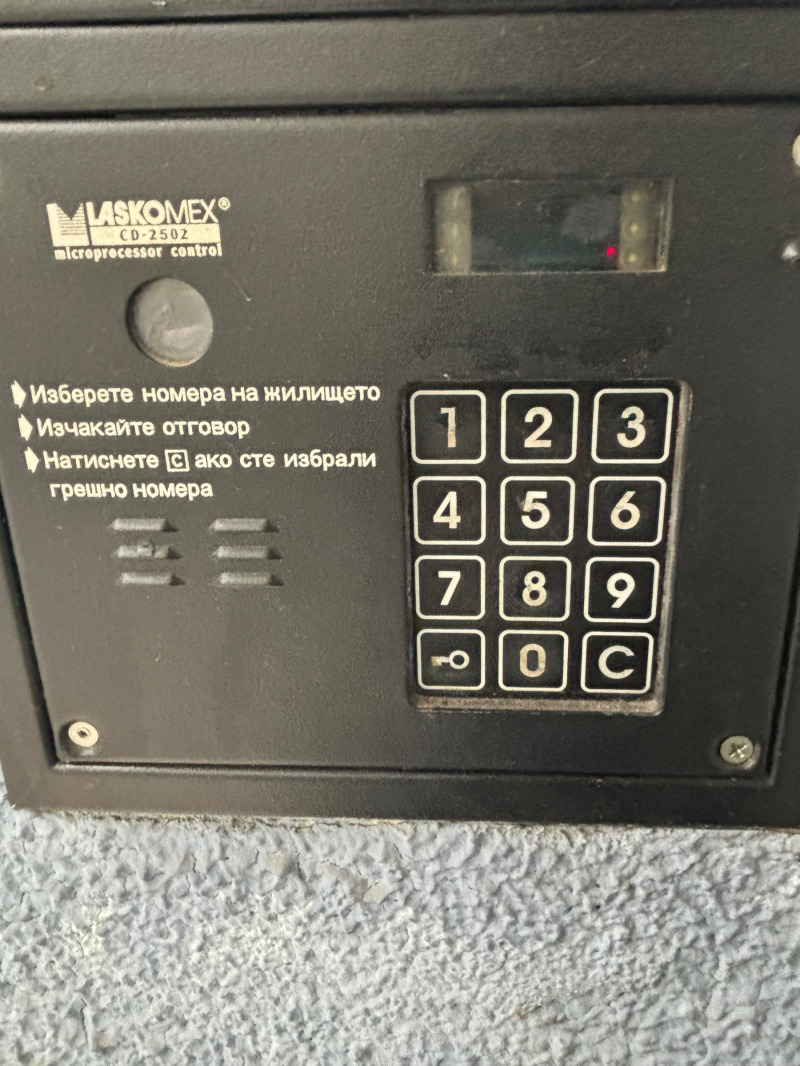 LASKOMEX®
CD-2502
microprocessor control
Изберете номера на жилището
Изчакайте отговор
Натиснете C ако сте избрали
грешно номера
1 2 3
4 5 6
7 8 9
0 C